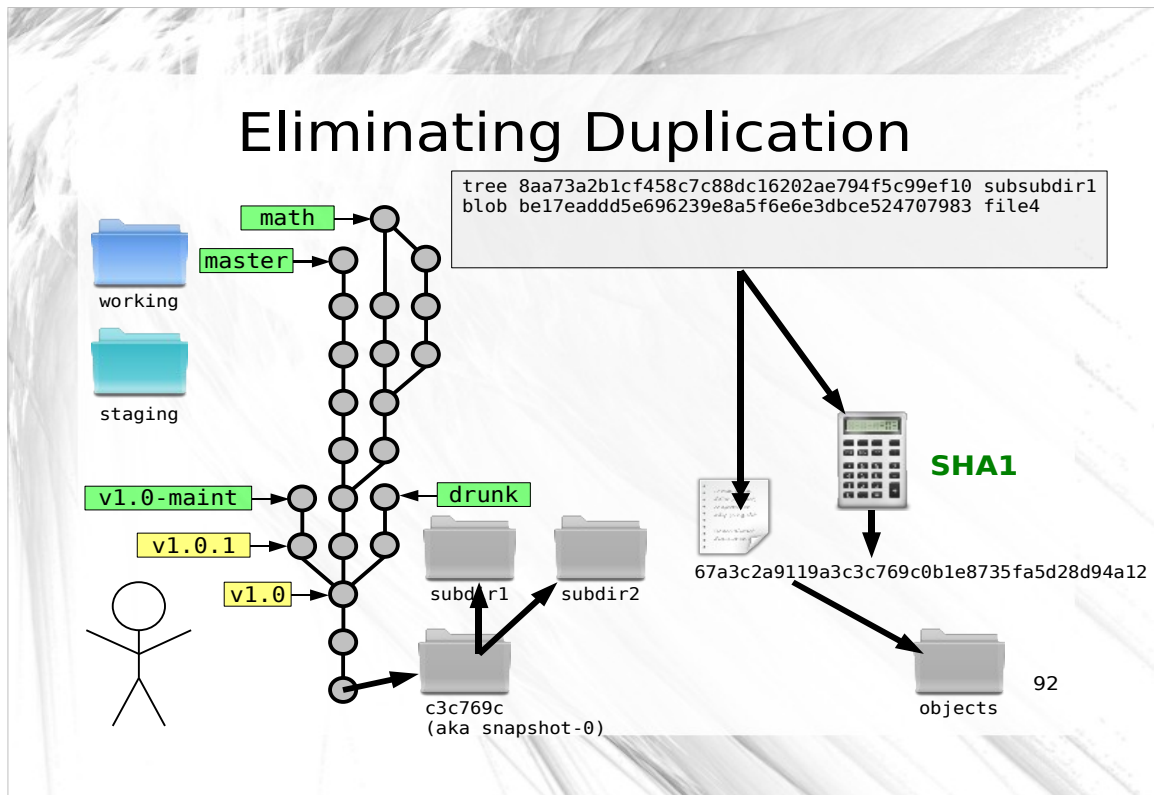 Eliminating Duplication
tree 8aa73a2b1cf458c7c88dc16202ae794f5c99ef10 subsubdir1
blob be17eaddd5e696239e8a5f6e6e3dbce524707983 file4
math
master
working
staging
SHA1
v1.0-maint
drunk
v1.0.1
67a3c2a9119a3c3c769c0b1e8735fa5d28d94a12
v1.0
subdir1
subdir2
92
c3c769c
(aka snapshot-0)
objects